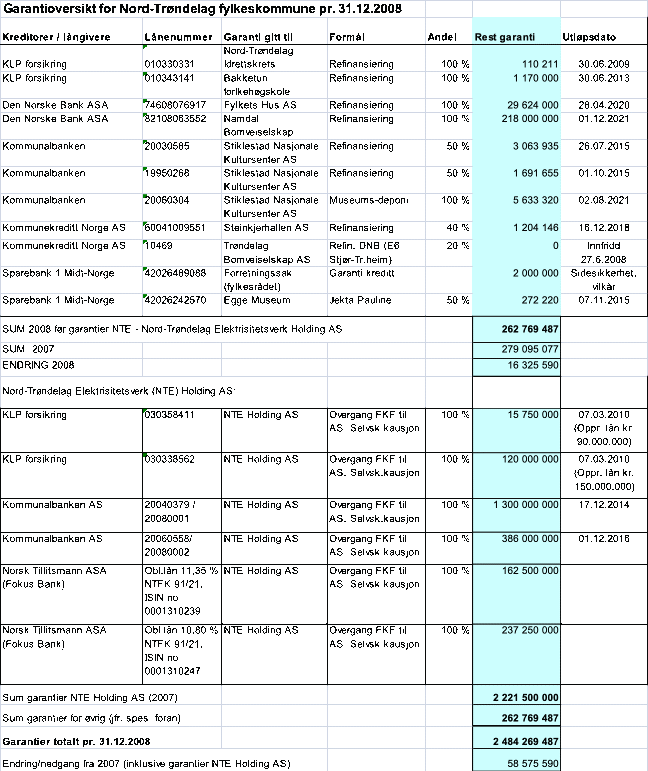 Garantioversikt for Nord-Trøndelag fylkeskommune pr. 31.12.2008
Kreditorer / långivere Lånenummer Garanti gitt til Formål Andel Rest garanti Utløpsdato
KLP forsikring 010330331 Nord-Trøndelag Idrettskrets Refinansiering 100 % 110 211 30.06.2009
KLP forsikring 010343141 Bakketun folkehøgskole Refinansiering 100 % 1 170 000 30.06.2013
Den Norske Bank ASA 74608076917 Fylkets Hus AS Refinansiering 100 % 29 624 000 28.04.2020
Den Norske Bank ASA 82108063552 Namdal Bomveiselskap Refinansiering 100 % 218 000 000 01.12.2021
Kommunalbanken 20030585 Stiklestad Nasjonale Kultursenter AS Refinansiering 50 % 3 063 935 26.07.2015
Kommunalbanken 19950268 Stiklestad Nasjonale Kultursenter AS Refinansiering 50 % 1 691 655 01.10.2015
Kommunalbanken 20060304 Stiklestad Nasjonale Kultursenter AS Museums-deponi 100 % 5 633 320 02.08.2021
Kommunekreditt Norge AS 60041009551 Steinkjerhallen AS Refinansiering 40 % 1 204 146 16.12.2018
Kommunekreditt Norge AS 10469 Trøndelag Bomveiselskap AS Refin. DNB (E6 Stjør-Tr.heim) 20 % 0 Innfridd 27.6.2008
Sparebank 1 Midt-Norge 42026489088 Forretningssak (fylkesrådet) Garanti kreditt 2 000 000 Sidesikkerhet, vilkår
Sparebank 1 Midt-Norge 42026242570 Egge Museum Jekta Pauline 50 % 272 220 07.11.2015
SUM 2008 før garantier NTE - Nord-Trøndelag Elektrisitetsverk Holding AS 262 769 487
SUM 2007 279 095 077
ENDRING 2008 16 325 590
Nord-Trøndelag Elektrisitetsverk (NTE) Holding AS:
KLP forsikring 030358411 NTE Holding AS Overgang FKF til AS. Selvsk kausjon 100 % 15 750 000 07.03.2010 (Oppr. lån kr 90.000.000)
KLP forsikring 030338562 NTE Holding AS Overgang FKF til AS. Selvsk.kausjon 100 % 120 000 000 07.03.2010 (Oppr. lån kr. 150.000.000)
Kommunalbanken AS 20040379 / 20080001 NTE Holding AS Overgang FKF til AS. Selvsk.kausjon 100 % 1 300 000 000 17.12.2014
Kommunalbanken AS 20060558/ 20080002 NTE Holding AS Overgang FKF til AS. Selvsk kausjon 100 % 386 000 000 01.12.2016
Norsk Tillitsmann ASA (Fokus Bank) Obl.lån 11,35 % NTFK 91/21, ISIN no 0001310239 NTE Holding AS Overgang FKF til AS. Selvsk kausjon 100 % 162 500 000
Norsk Tillitsmann ASA (Fokus Bank) Obl lån 10,80 % NTFK 91/21, ISIN no 0001310247 NTE Holding AS Overgang FKF til AS. Selvsk kausjon 100 % 237 250 000
Sum garantier NTE Holding AS (2007) 2 221 500 000
Sum garantier for øvrig (jfr. spes. foran) 262 769 487
Garantier totalt pr. 31.12.2008 2 484 269 487
Endring/nedgang fra 2007 (inklusive garantier NTE Holding AS) 58 575 590